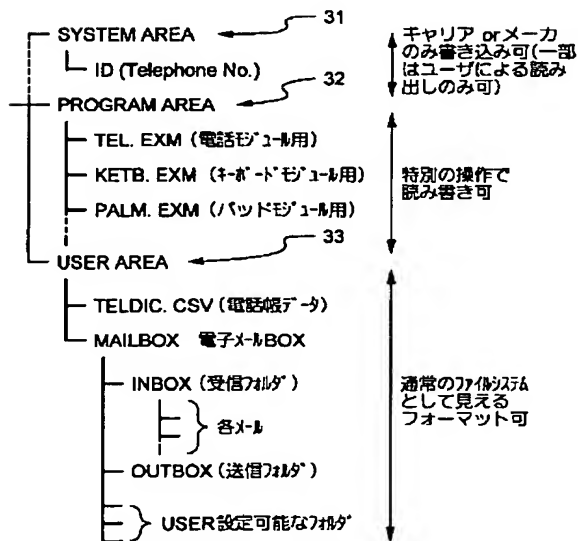 31
SYSTEM AREA
キャリア orメーカ
のみ書き込み可(一部
はユーザによる読み
出しのみ可)
ID (Telephone No.)
32
PROGRAM AREA
TEL. EXM (電話モジュール用)
KETB. EXM (キーボードモジュール用)
PALM. EXM (パッドモジュール用)
特別の操作で
読み書き可
33
USER AREA
TELDIC. CSV (電話帳データ)
MAILBOX 電子メールBOX
INBOX (受信フォルダ)
各メール
OUTBOX (送信フォルダ)
USER設定可能なフォルダ
通常のファイルシステム
として見える
フォーマット可